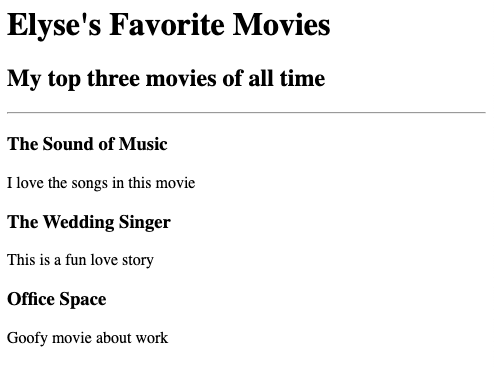 Elyse's Favorite Movies
My top three movies of all time
The Sound of Music
I love the songs in this movie
The Wedding Singer
This is a fun love story
Office Space
Goofy movie about work